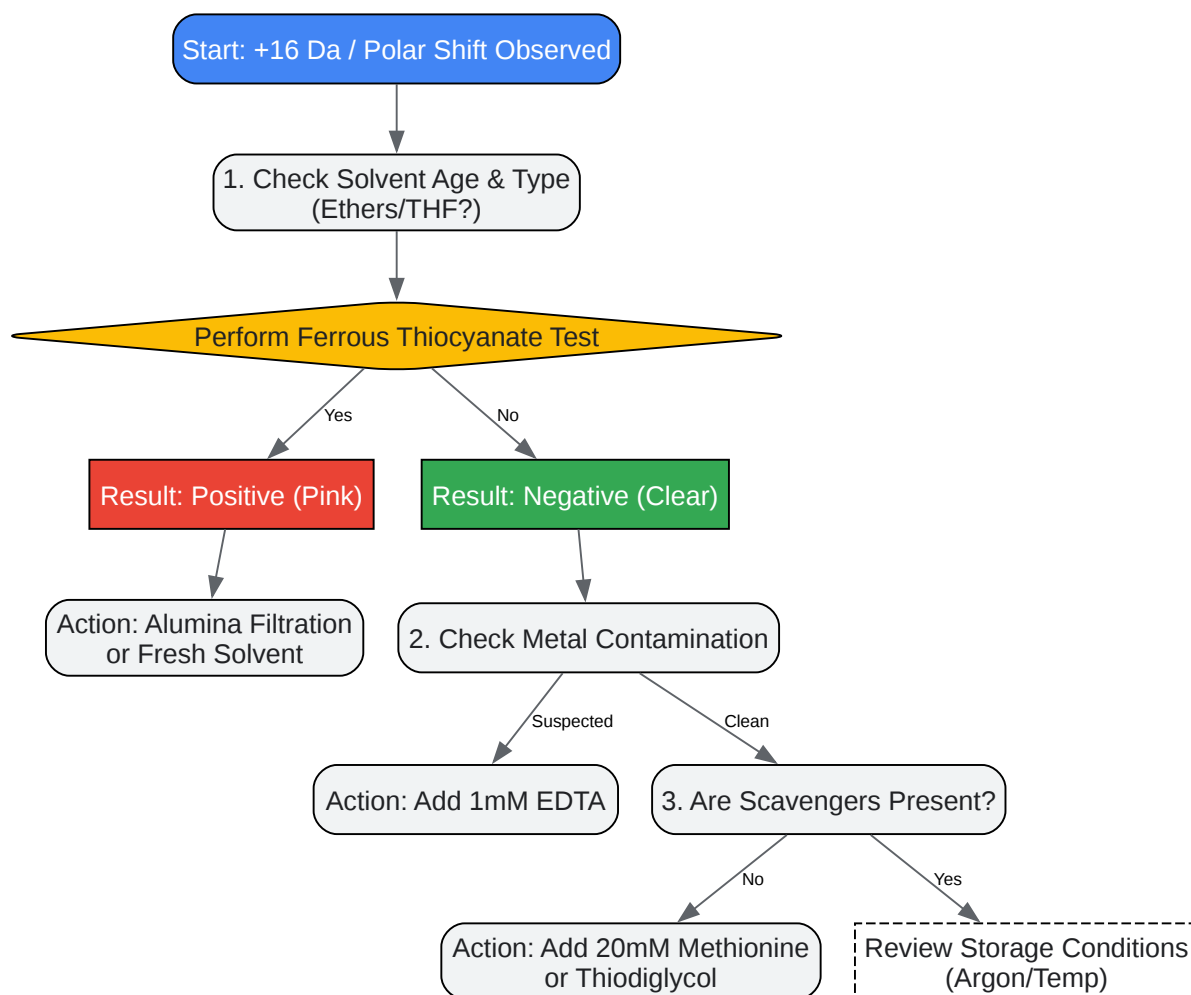 Start: +16 Da / Polar Shift Observed
1. Check Solvent Age & Type
(Ethers/THF?)
Perform Ferrous Thiocyanate Test
Yes
No
Result: Positive (Pink)
Result: Negative (Clear)
Action: Alumina Filtration
or Fresh Solvent
2. Check Metal Contamination
Suspected
Clean
Action: Add 1mM EDTA
3. Are Scavengers Present?
No
Yes
Action: Add 20mM Methionine
or Thiodiglycol
Review Storage Conditions
(Argon/Temp)